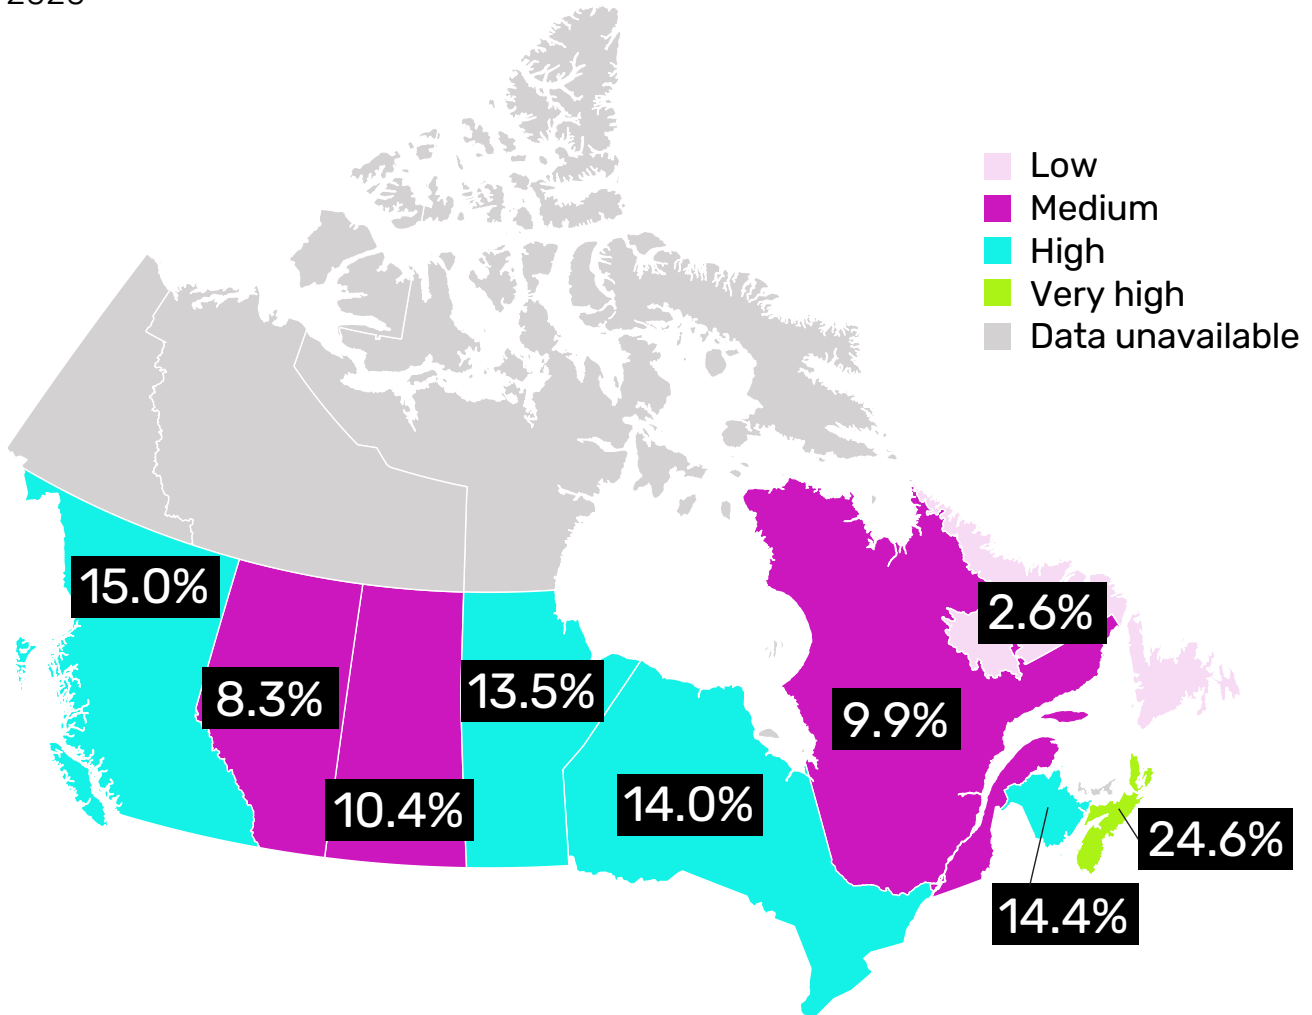 Low
Medium
High
Very high
Data unavailable
15.0%
2.6%
8.3%
13.5%
9.9%
10.4%
14.0%
24.6%
14.4%